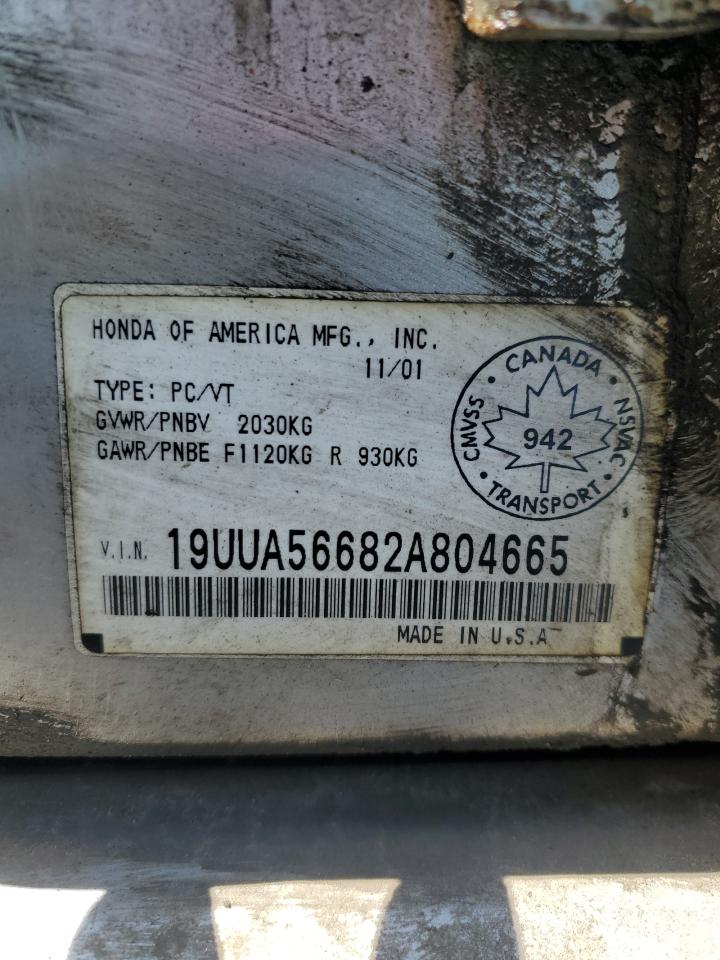 HONDA OF AMERICA MFG., INC.
11/01
TYPE: PC/VT
GVWR/PNBV 2030KG
GAWR/PNBE F1120KG R 930KG
CANADA
CMVSS
942
NSVAC
TRANSPORT
V.I.N. 19UUA56682A804665
MADE IN U.S.A